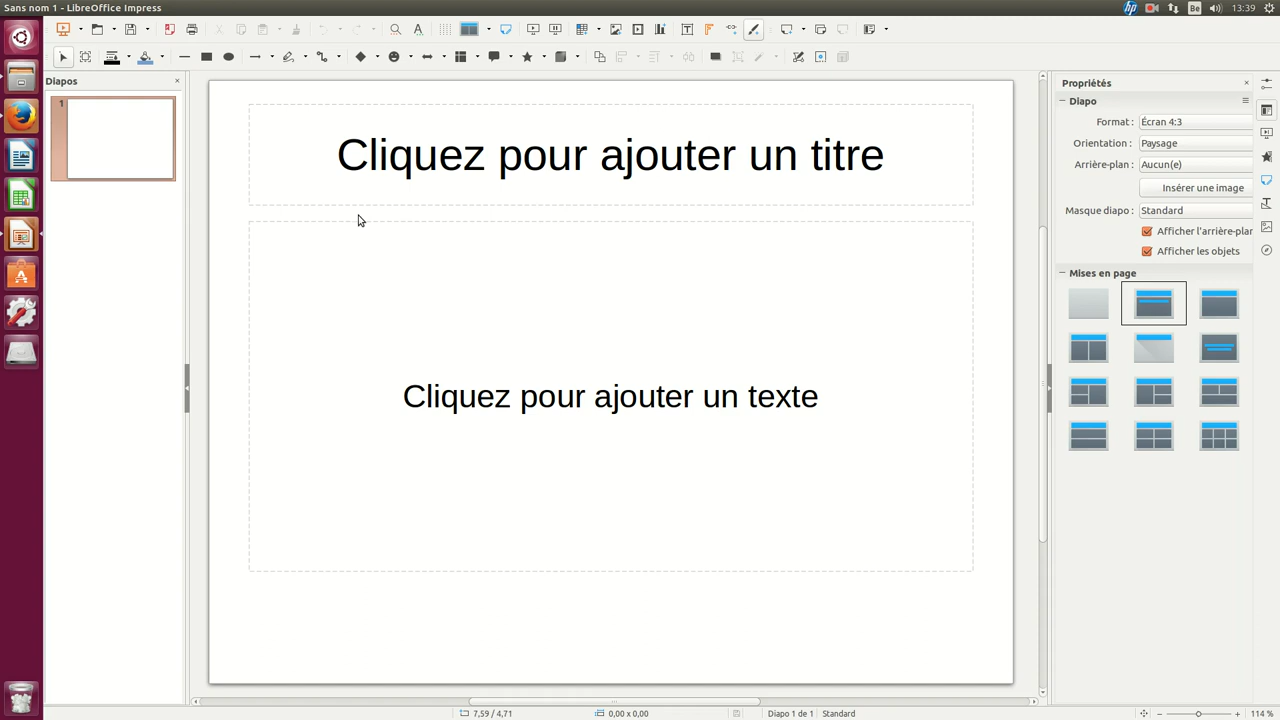 Sans nom 1 - LibreOffice Impress
Be
13:39
Diapos
1
Cliquez pour ajouter un titre
Cliquez pour ajouter un texte
Propriétés
Diapo
Format :
Écran 4:3
Orientation :
Paysage
Arrière-plan :
Aucun(e)
Insérer une image
Masque diapo :
Standard
Afficher l'arrière-plan
Afficher les objets
Mises en page
7,59 / 4,71
0,00 x 0,00
Diapo 1 de 1
Standard
114 %